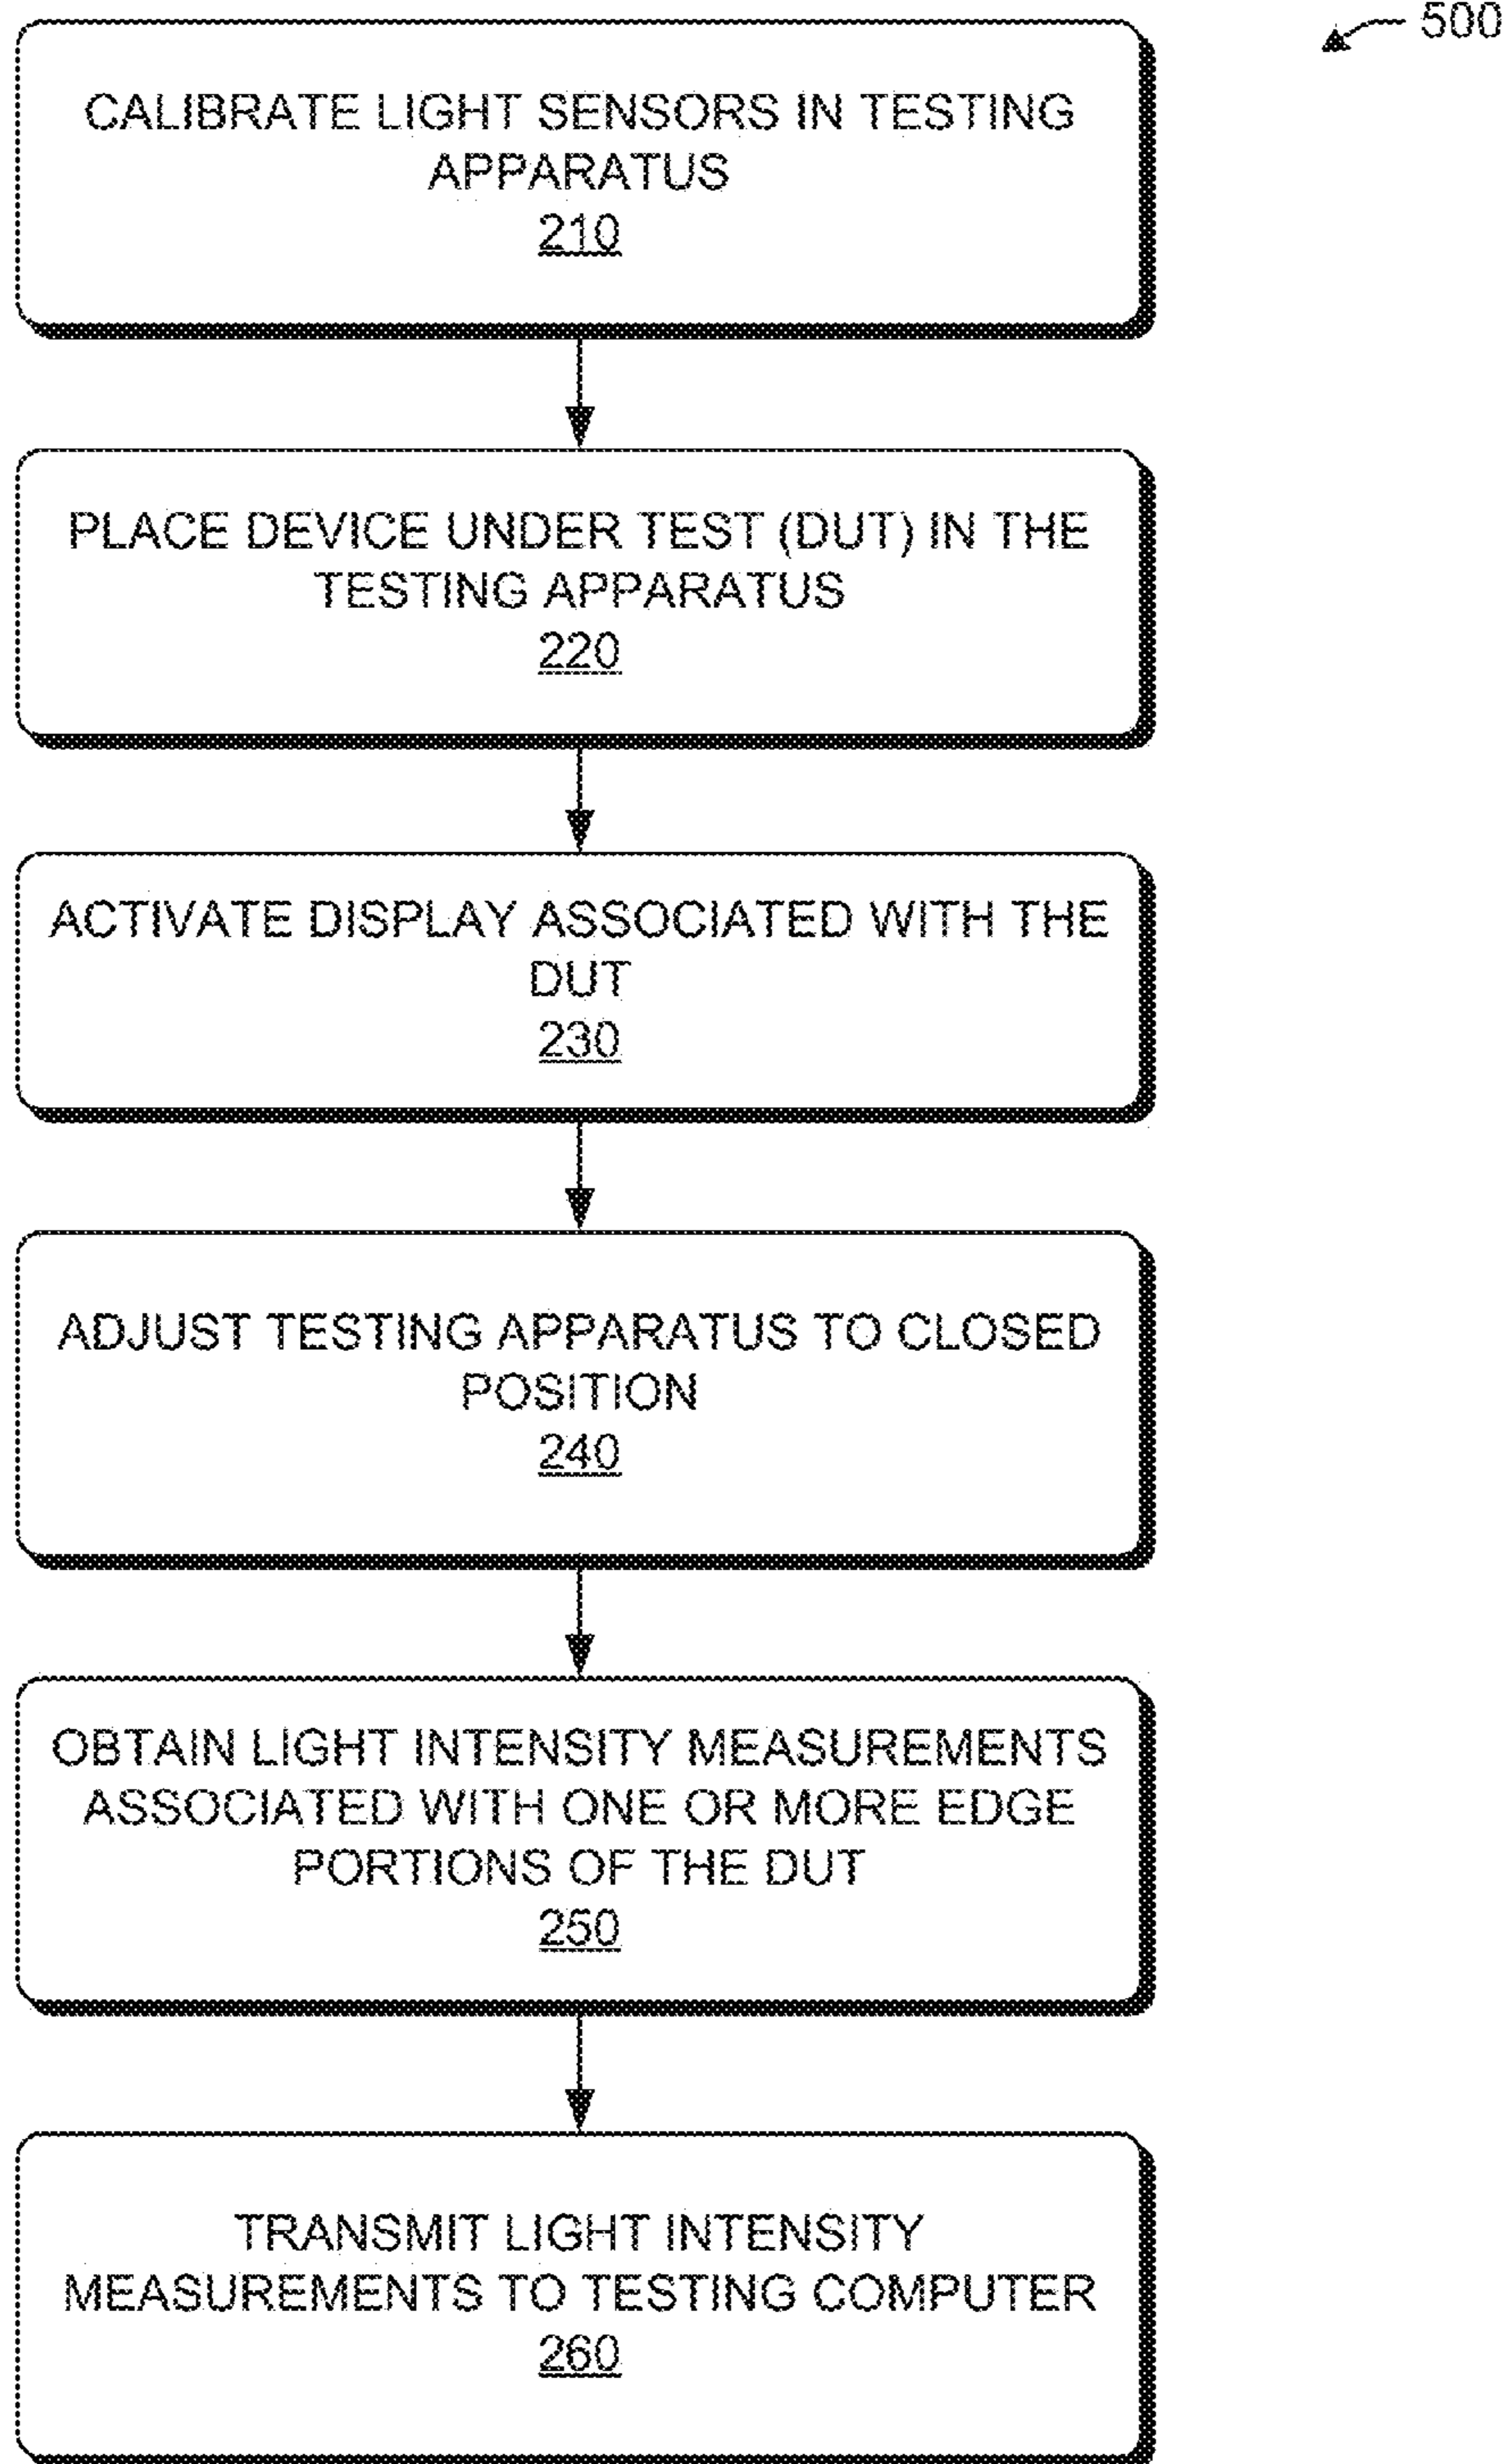 500
CALIBRATE LIGHT SENSORS IN TESTING
APPARATUS
210
PLACE DEVICE UNDER TEST (DUT) IN THE
TESTING APPARATUS
220
ACTIVATE DISPLAY ASSOCIATED WITH THE
DUT
230
ADJUST TESTING APPARATUS TO CLOSED
POSITION
240
OBTAIN LIGHT INTENSITY MEASUREMENTS
ASSOCIATED WITH ONE OR MORE EDGE
PORTIONS OF THE DUT
250
TRANSMIT LIGHT INTENSITY
MEASUREMENTS TO TESTING COMPUTER
260